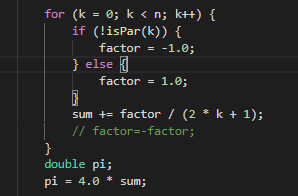 for (k = 0; k < n; k++) {
if (!isPar(k)) {
factor = -1.0;
} else {
factor = 1.0;
}
sum += factor / (2 * k + 1);
// factor=-factor;
}
double pi;
pi = 4.0 * sum;